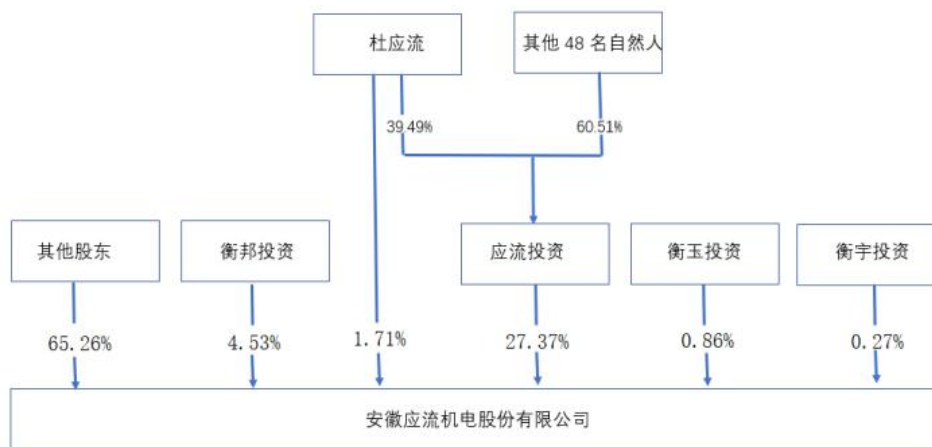 杜应流
其他 48 名自然人
39.49%
60.51%
其他股东
衡邦投资
应流投资
衡玉投资
衡宇投资
65.26%
4.53%
1.71%
27.37%
0.86%
0.27%
安徽应流机电股份有限公司